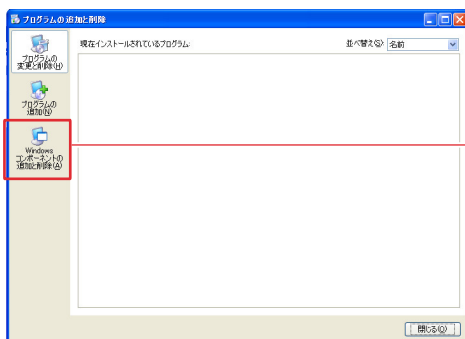 プログラムの追加と削除
プログラムの
変更と削除(H)
現在インストールされているプログラム:
並べ替え(S):
名前
プログラムの
追加(N)
Windows
コンポーネントの
追加と削除(A)
閉じる(O)